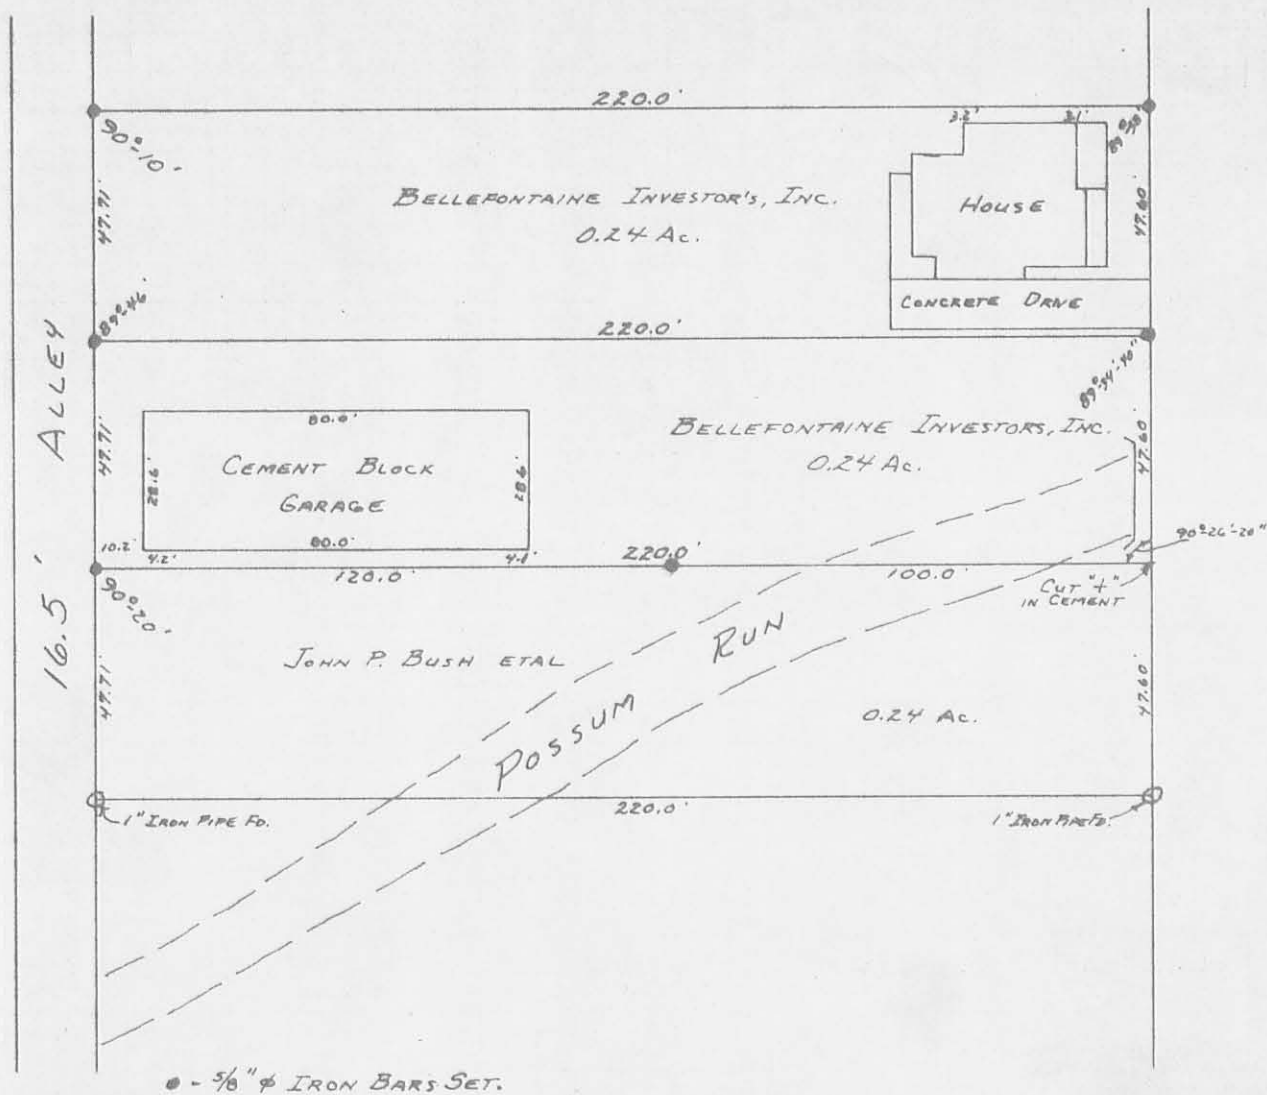 220.0'
3.2'
3.1'
90°-10'
47.71'
BELLEFONTAINE INVESTOR'S, INC.
0.24 Ac.
HOUSE
47.60'
CONCRETE DRIVE
89°46'
220.0'
89°-34'-40"
16.5' ALLEY
80.0'
BELLEFONTAINE INVESTORS, INC.
0.24 Ac.
47.71'
28.6'
CEMENT BLOCK
GARAGE
28.6'
47.60'
80.0'
10.2'
4.2'
220.0'
90°-26'-20"
120.0'
100.0'
CUT "+"
IN CEMENT
90°-20'
JOHN P. BUSH ETAL
POSSUM RUN
47.71'
0.24 Ac.
47.60'
220.0'
1" IRON PIPE FD.
1" IRON PIPE FD.
- 5/8" ϕ IRON BARS SET.